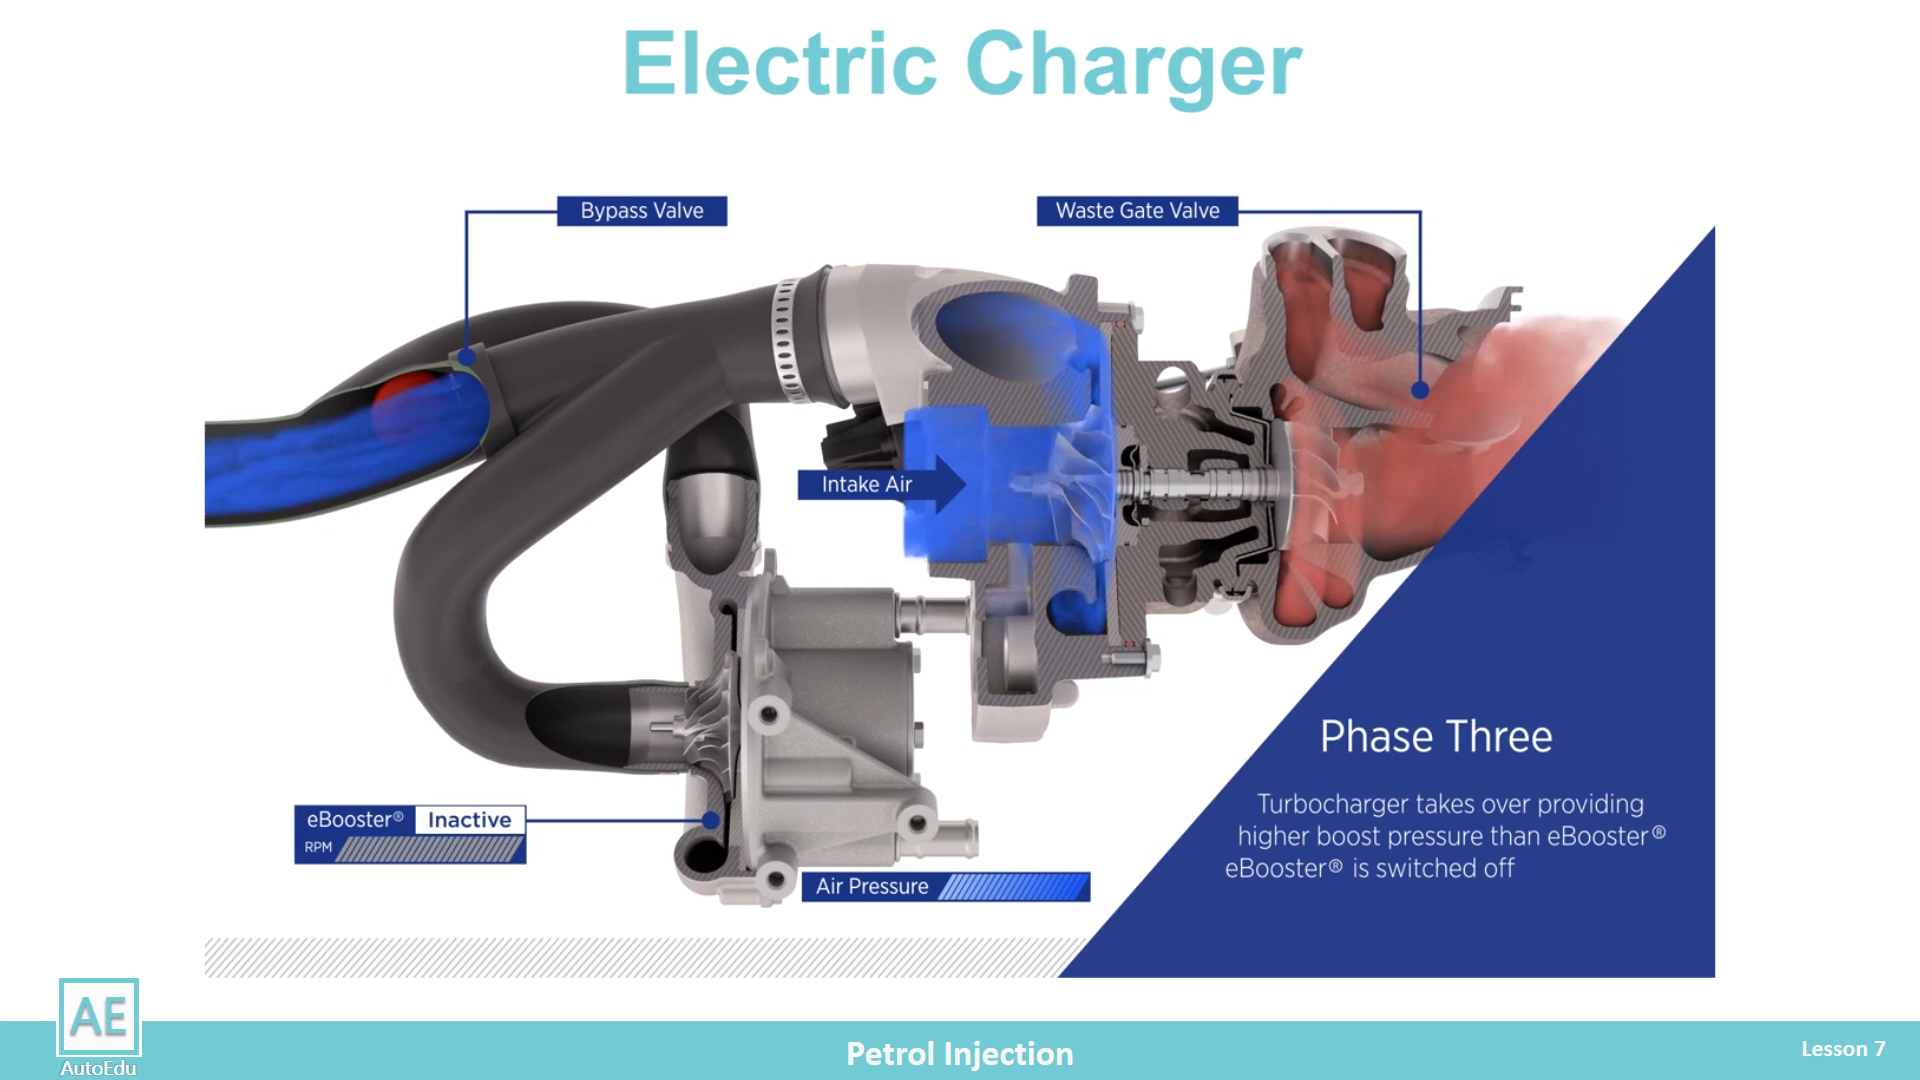 Electric Charger
Bypass Valve
Waste Gate Valve
Intake Air
eBooster® Inactive
RPM
Air Pressure
Phase Three
Turbocharger takes over providing
higher boost pressure than eBooster®
eBooster® is switched off
AE
AutoEdu
Petrol Injection
Lesson 7